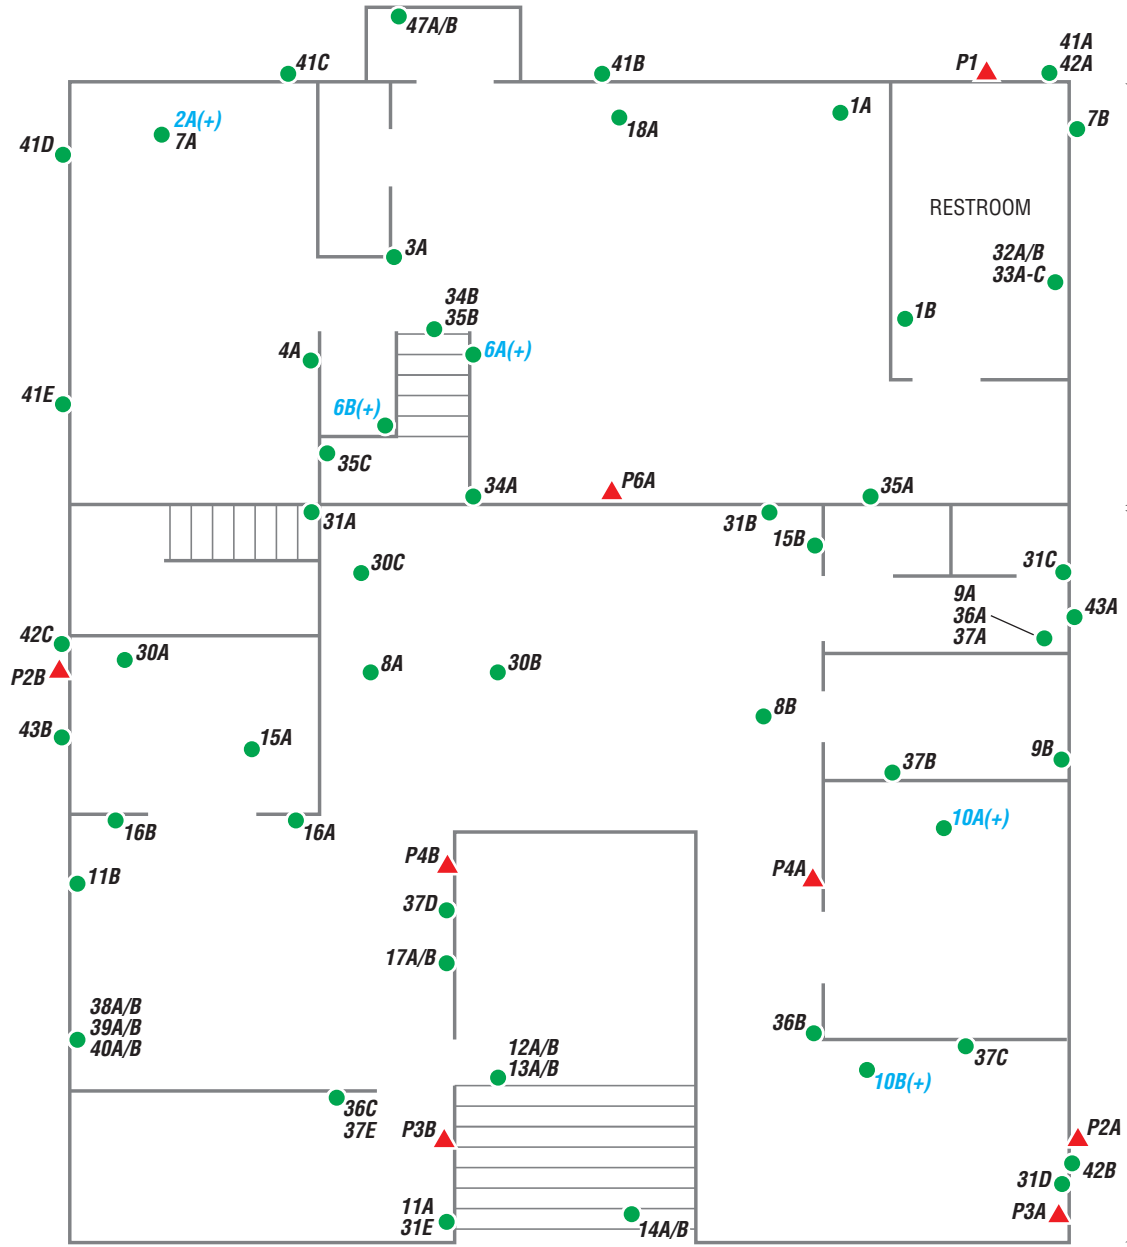 47A/B
41A
42A
41C
41B
P1
1A
7B
2A(+)
7A
18A
41D
RESTROOM
3A
32A/B
33A-C
34B
35B
1B
4A
6A(+)
41E
6B(+)
35C
P6A
34A
35A
31A
31B
15B
30C
31C
9A
36A
37A
43A
42C
30A
8A
30B
P2B
8B
43B
15A
9B
37B
16B
16A
10A(+)
P4B
P4A
11B
37D
17A/B
38A/B
39A/B
40A/B
36B
12A/B
13A/B
37C
10B(+)
36C
37E
P3B
P2A
42B
31D
11A
31E
14A/B
P3A